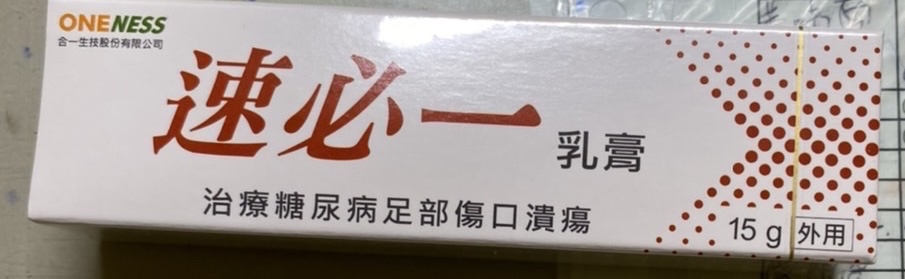 ONENESS
合一生技股份有限公司
速必一
乳膏
治療糖尿病足部傷口潰瘍
15 g 外用